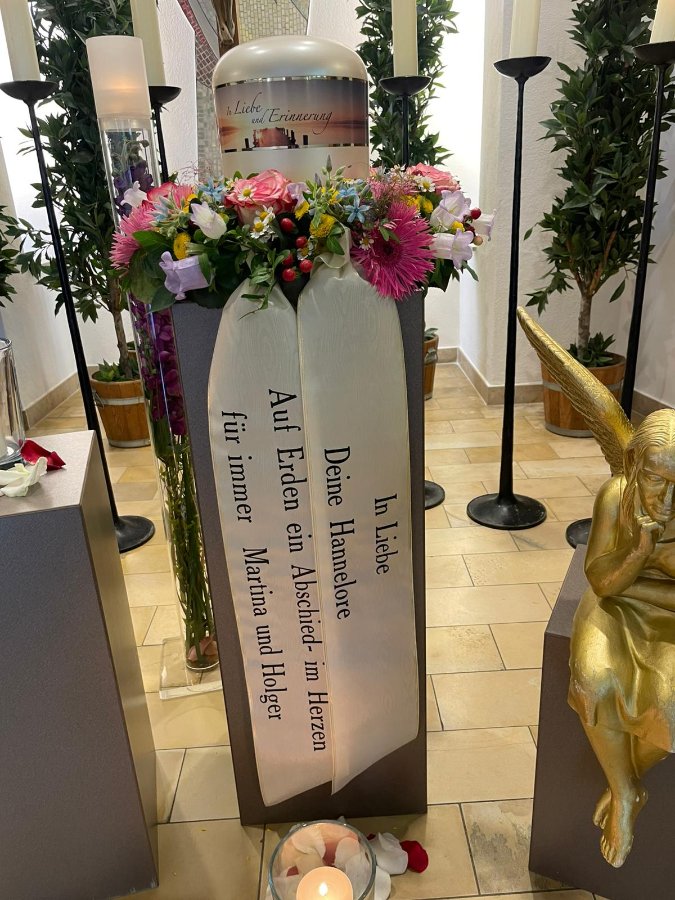 In Liebe
und Erinnerung
In Liebe
Deine Hannelore
Auf Erden ein Abschied- im Herzen
für immer Martina und Holger